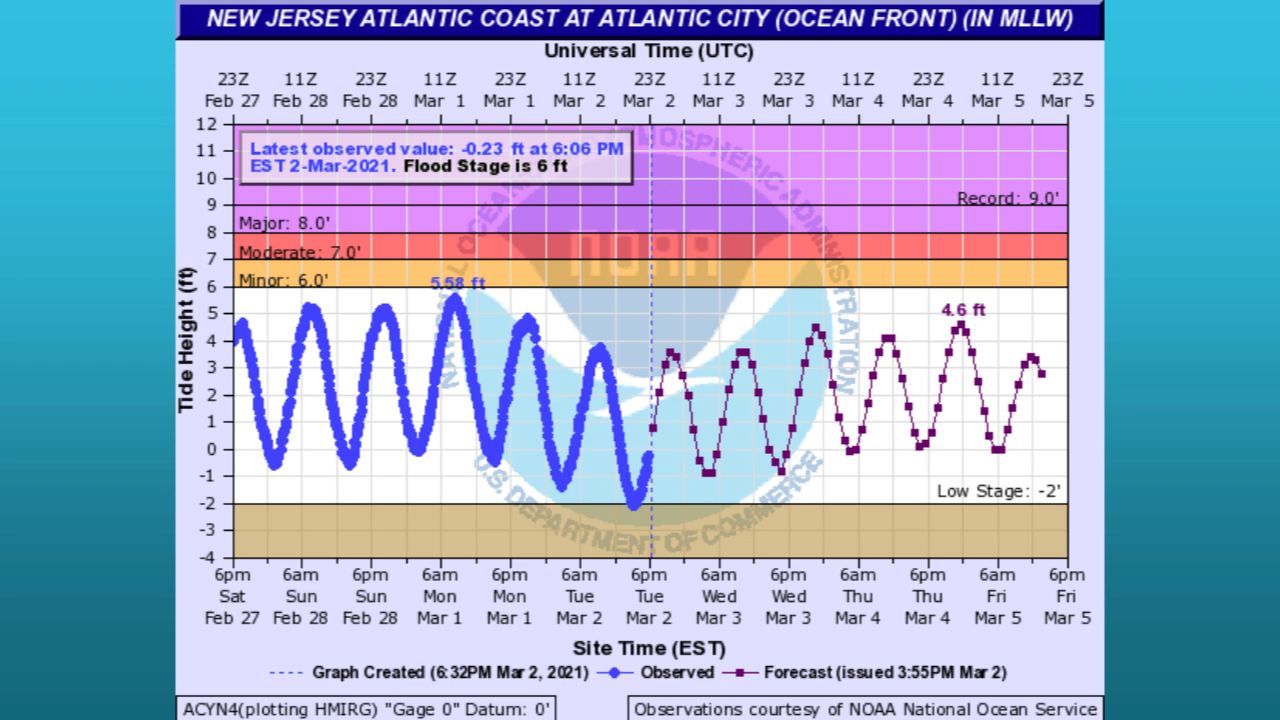 NEW JERSEY ATLANTIC COAST AT ATLANTIC CITY (OCEAN FRONT) (IN MLLW)
Universal Time (UTC)
23Z 11Z 23Z 11Z 23Z 11Z 23Z 11Z 23Z 11Z 23Z 11Z 23Z
Feb 27 Feb 28 Feb 28 Mar 1 Mar 1 Mar 2 Mar 2 Mar 3 Mar 3 Mar 4 Mar 4 Mar 5 Mar 5
12
Latest observed value: -0.23 ft at 6:06 PM
EST 2-Mar-2021. Flood Stage is 6 ft
11
10
Record: 9.0'
9
Major: 8.0'
8
Moderate: 7.0'
7
Minor: 6.0'
5.58 ft
6
4.6 ft
5
4
3
2
1
0
-1
Low Stage: -2'
-2
-3
-4
Tide Height (ft)
NOAA
U.S. DEPARTMENT OF COMMERCE
6pm 6am 6pm 6am 6pm 6am 6pm 6am 6pm 6am 6pm 6am 6pm
Sat Sun Sun Mon Mon Tue Tue Wed Wed Thu Thu Fri Fri
Feb 27 Feb 28 Feb 28 Mar 1 Mar 1 Mar 2 Mar 2 Mar 3 Mar 3 Mar 4 Mar 4 Mar 5 Mar 5
Site Time (EST)
Graph Created (6:32PM Mar 2, 2021) Observed Forecast (issued 3:55PM Mar 2)
ACYN4(plotting HMIRG) "Gage 0" Datum: 0'
Observations courtesy of NOAA National Ocean Service